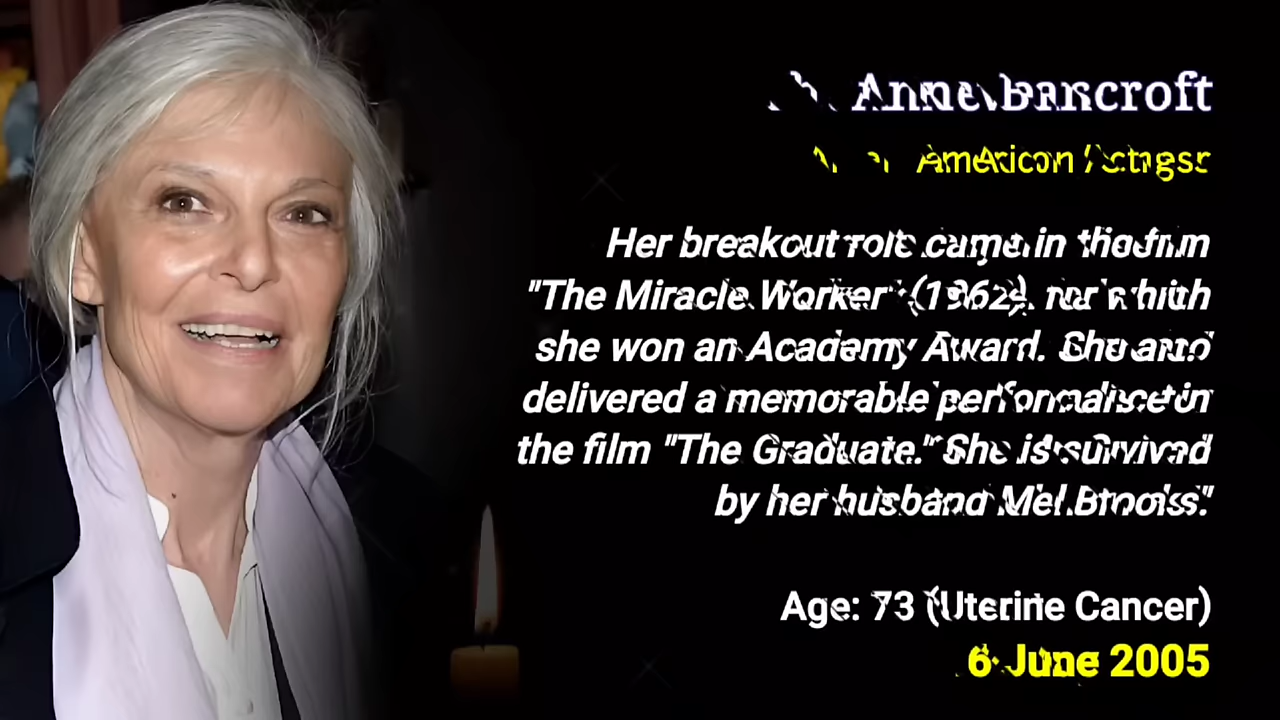 Anne bancroft
American
Her breakout role came in the film
"The Miracle Worker" (1962), for which
she won an Academy Award. She
delivered a memorable performance in
the film "The Graduate." She is survived
by her husband Mel Brooks."
Age: 73 (Uterine Cancer)
6 June 2005